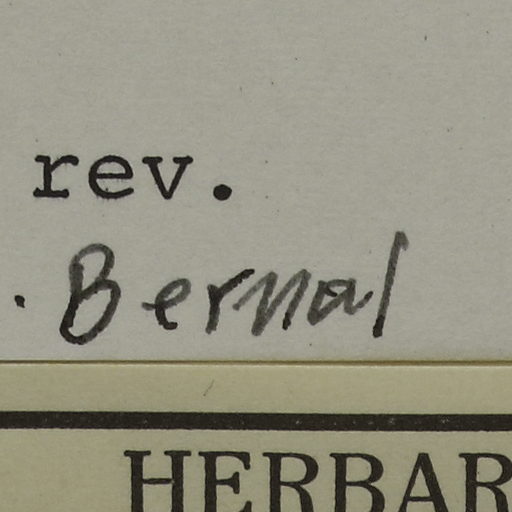 rev.
. Bernal
HERBAR